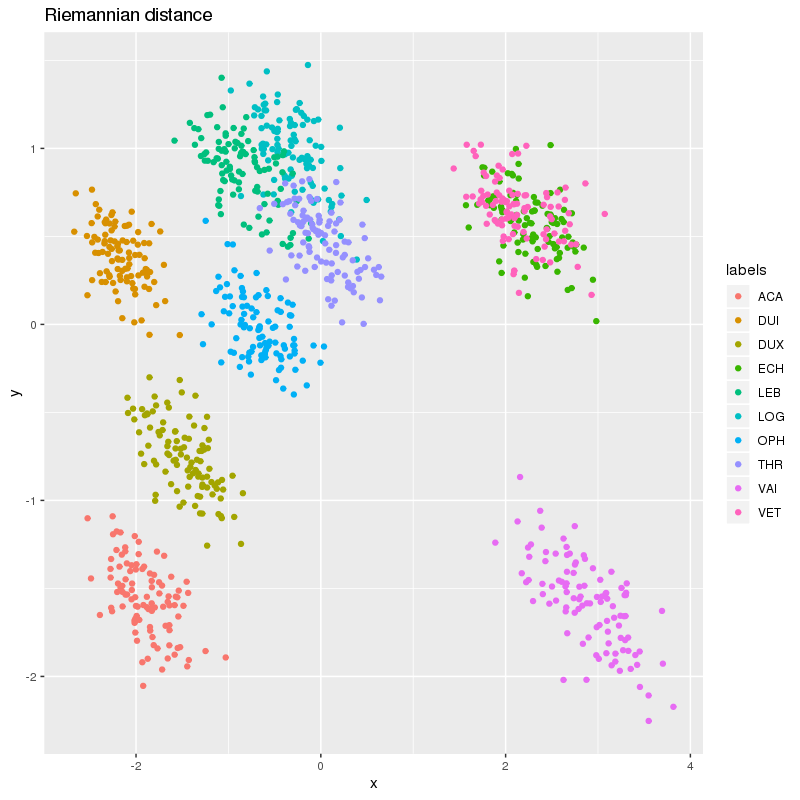 Riemannian distance
1
0
-1
-2
y
-2
0
2
4
x
labels
ACA
DUI
DUX
ECH
LEB
LOG
OPH
THR
VAI
VET